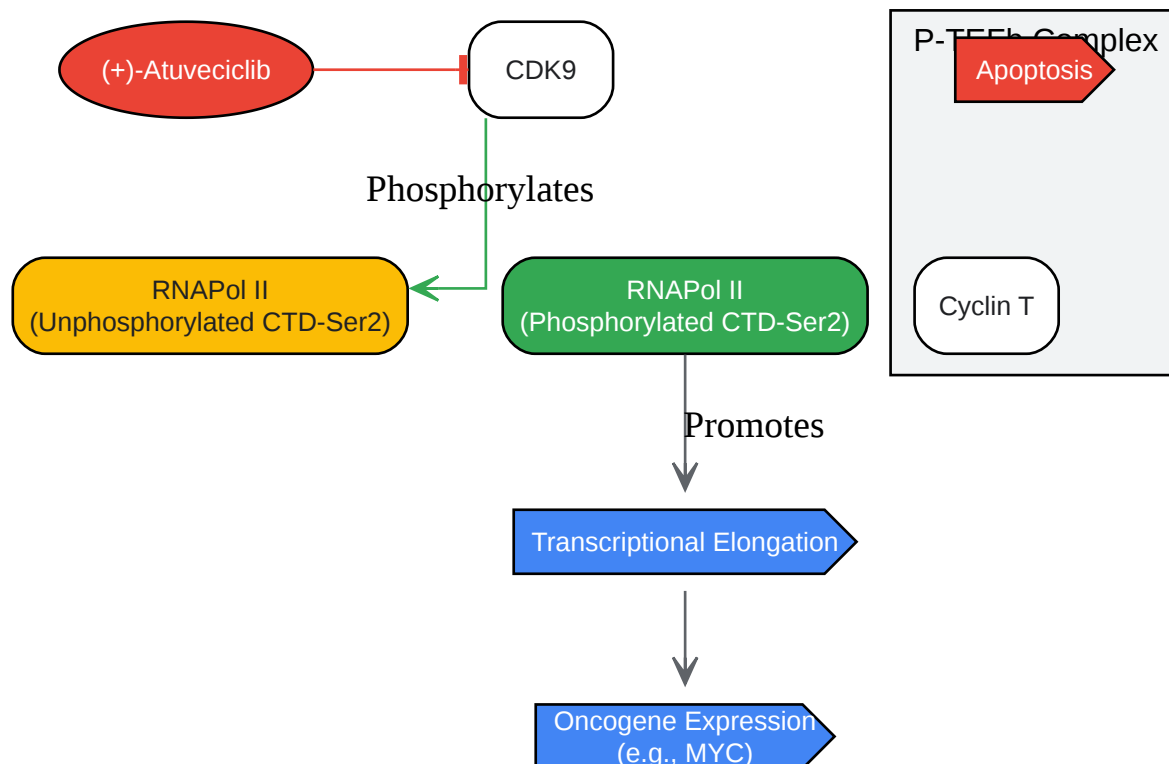 P-TEFb Complex
(+)-Atuveciclib
CDK9
Apoptosis
Phosphorylates
RNAPol II
(Unphosphorylated CTD-Ser2)
RNAPol II
(Phosphorylated CTD-Ser2)
Cyclin T
Promotes
Transcriptional Elongation
Oncogene Expression
(e.g., MYC)